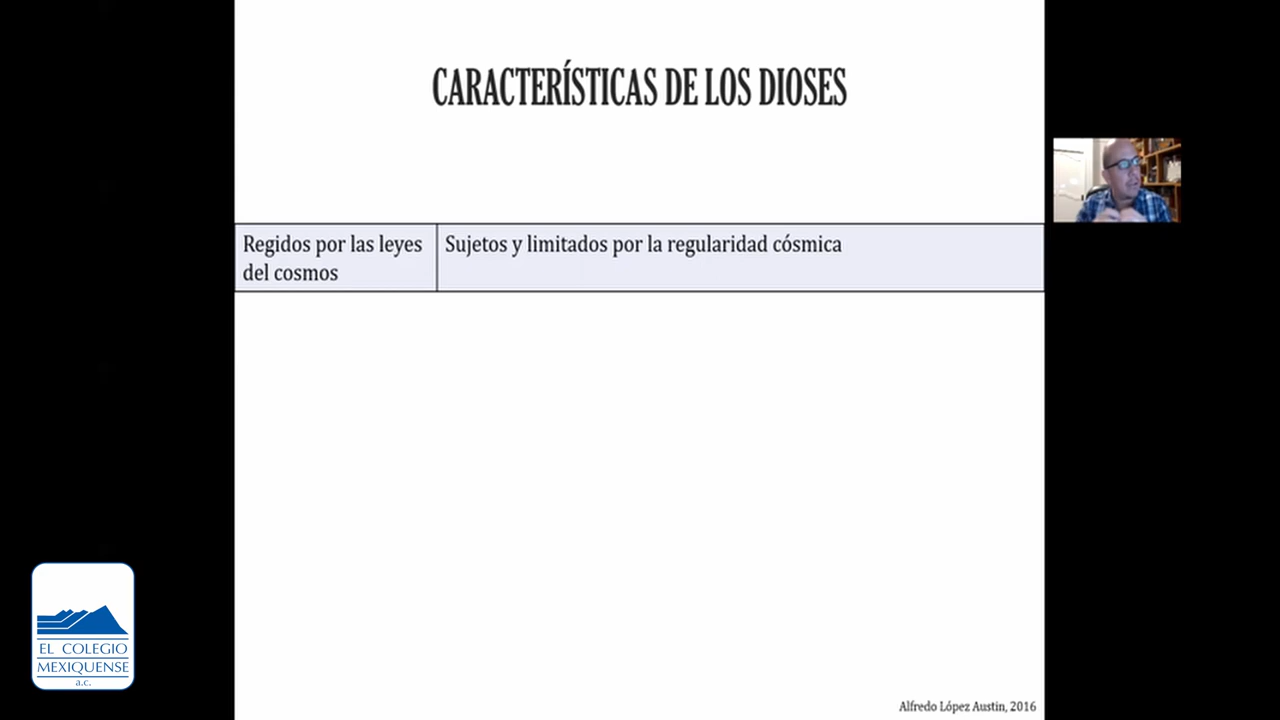 CARACTERÍSTICAS DE LOS DIOSES
Regidos por las leyes
del cosmos
Sujetos y limitados por la regularidad cósmica
EL COLEGIO
MEXIQUENSE
a.c.
Alfredo López Austin, 2016